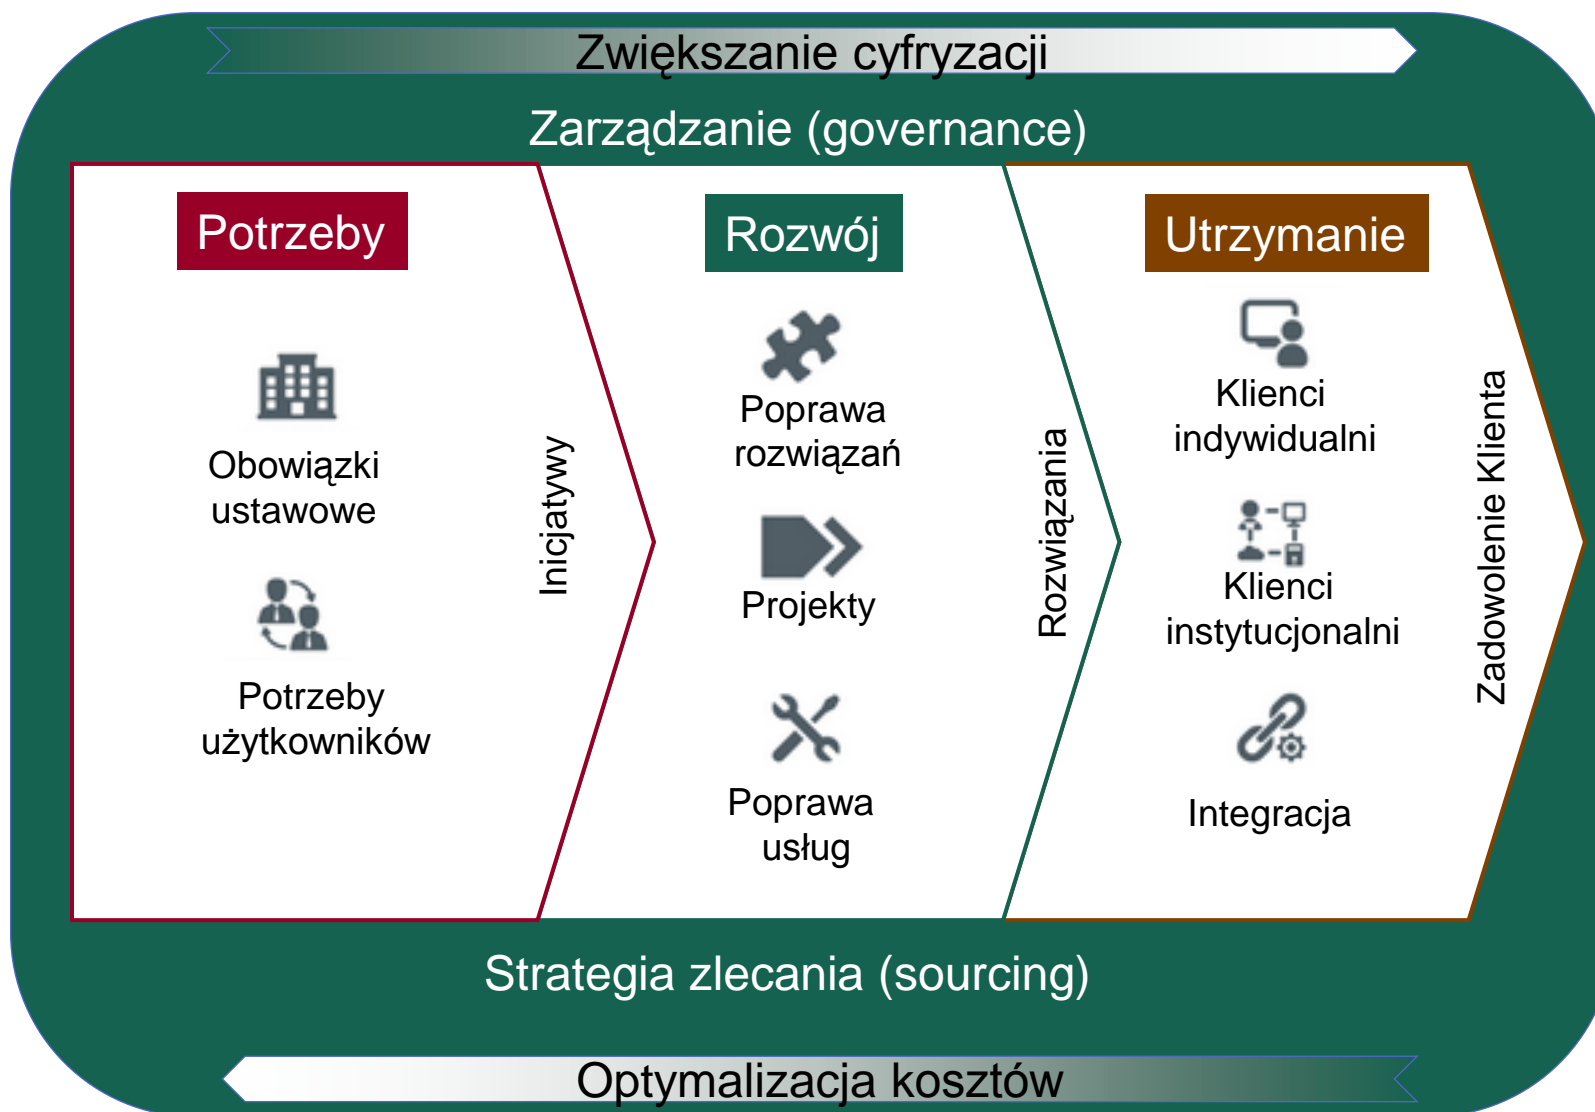 Zwiększanie cyfryzacji
Zarządzanie (governance)
Potrzeby
Obowiązki
ustawowe
Potrzeby
użytkowników
Inicjatywy
Rozwój
Poprawa
rozwiązań
Projekty
Poprawa
usług
Rozwiązania
Utrzymanie
Klienci
indywidualni
Klienci
instytucjonalni
Integracja
Zadowolenie Klienta
Strategia zlecania (sourcing)
Optymalizacja kosztów